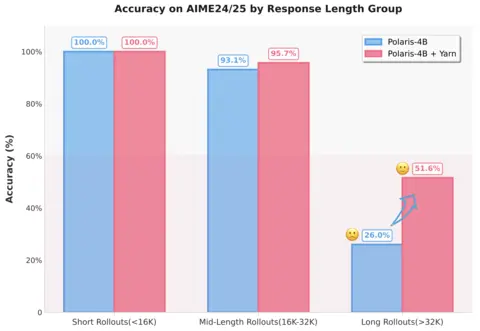 Accuracy on AIME24/25 by Response Length Group
Polaris-4B
Polaris-4B + Yarn
Accuracy (%)
100%
80%
60%
40%
20%
0
100.0%
100.0%
93.1%
95.7%
26.0%
51.6%
Short Rollouts(<16K)
Mid-Length Rollouts(16K-32K)
Long Rollouts(>32K)